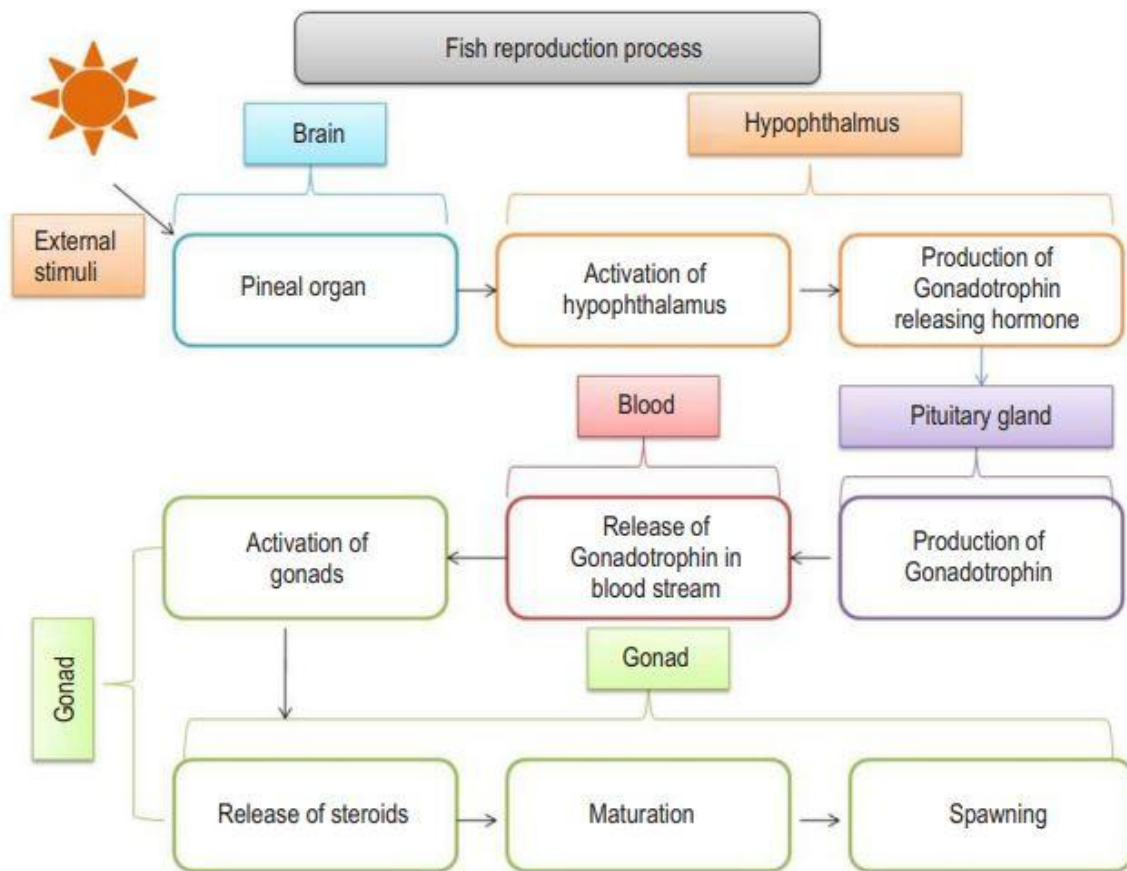 Fish reproduction process
Brain
Hypophthalmus
External
stimuli
Pineal organ
Activation of
hypophthalamus
Production of
Gonadotrophin
releasing hormone
Blood
Pituitary gland
Activation of
gonads
Release of
Gonadotrophin in
blood stream
Production of
Gonadotrophin
Gonad
Gonad
Release of steroids
Maturation
Spawning